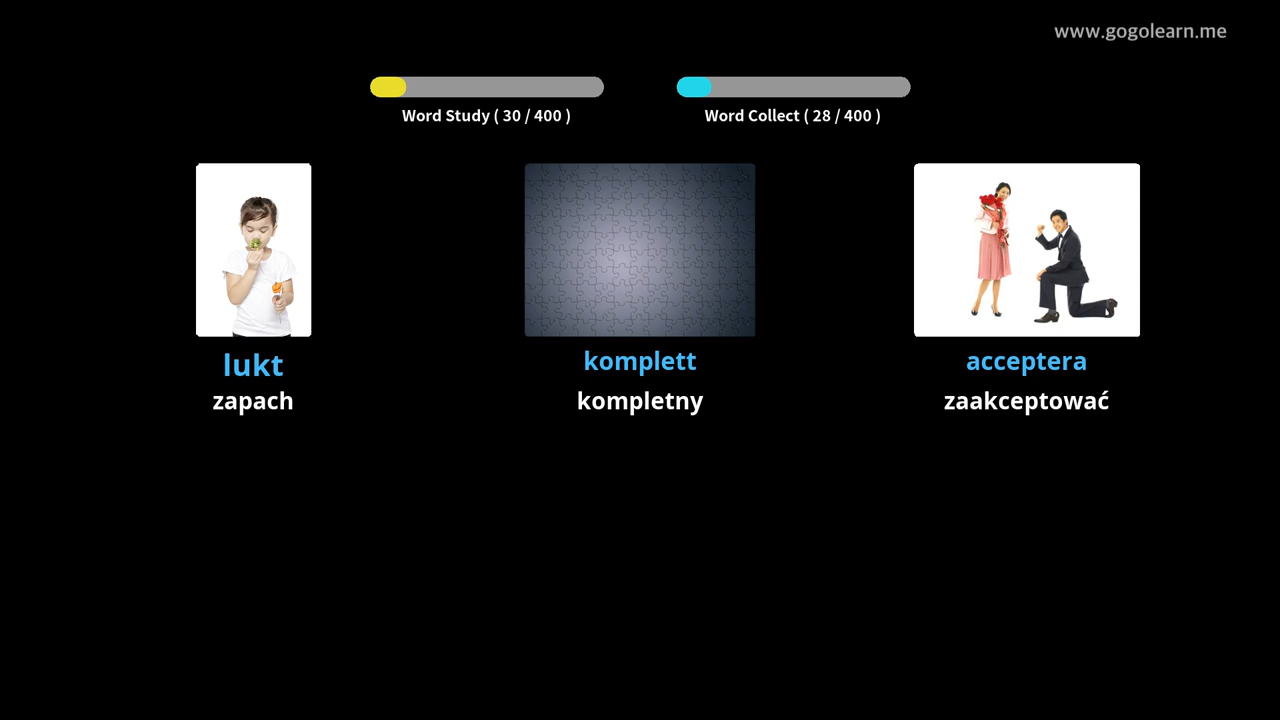 www.gogolearn.me
Word Study ( 30 / 400 )
Word Collect ( 28 / 400 )
lukt
komplett
acceptera
zapach
kompletny
zaakceptować